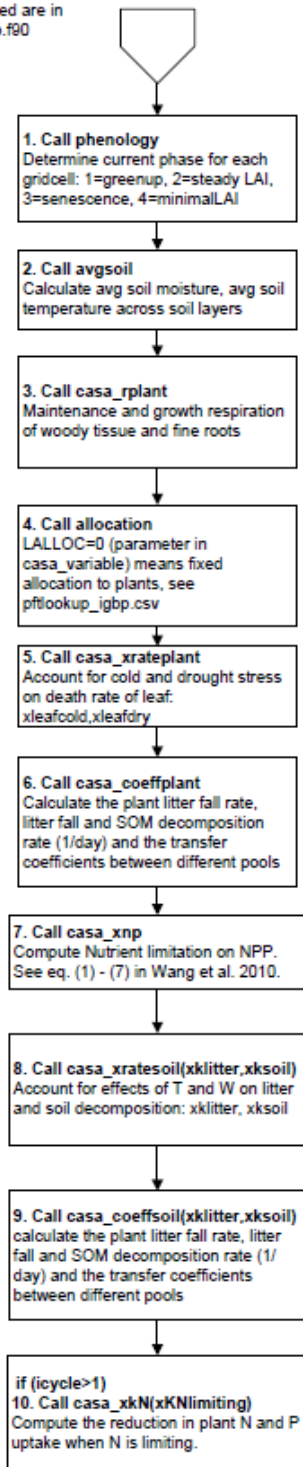 ed are in
.f90
1. Call phenology
Determine current phase for each
gridcell: 1=greenup, 2=steady LAI,
3=senescence, 4=minimalLAI
2. Call avgsoil
Calculate avg soil moisture, avg soil
temperature across soil layers
3. Call casa_rplant
Maintenance and growth respiration
of woody tissue and fine roots
4. Call allocation
LALLOC=0 (parameter in
casa_variable) means fixed
allocation to plants, see
pftlookup_igbp.csv
5. Call casa_xrateplant
Account for cold and drought stress
on death rate of leaf:
xleafcold,xleafdry
6. Call casa_coeffplant
Calculate the plant litter fall rate,
litter fall and SOM decomposition
rate (1/day) and the transfer
coefficients between different pools
7. Call casa_xnp
Compute Nutrient limitation on NPP.
See eq. (1) - (7) in Wang et al. 2010.
8. Call casa_xratesoil(xklitter,xksoil)
Account for effects of T and W on litter
and soil decomposition: xklitter, xksoil
9. Call casa_coeffsoil(xklitter,xksoil)
calculate the plant litter fall rate, litter
fall and SOM decomposition rate (1/
day) and the transfer coefficients
between different pools
if (icycle>1)
10. Call casa_xkN(xKNlimiting)
Compute the reduction in plant N and P
uptake when N is limiting.